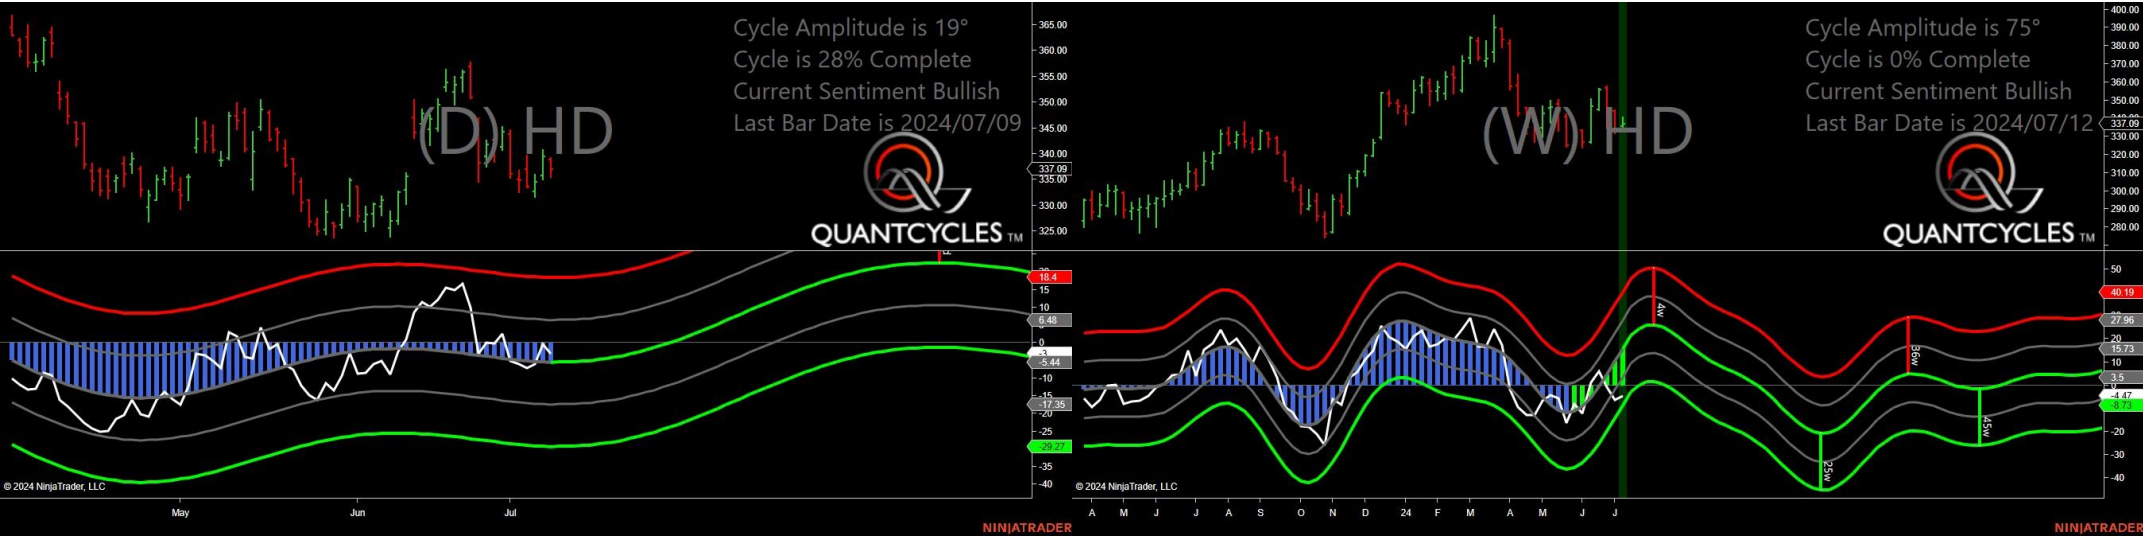 Cycle Amplitude is 19°
Cycle is 28% Complete
Current Sentiment Bullish
Last Bar Date is 2024/07/09
(D) HD
QUANTCYCLES TM
365.00
360.00
355.00
350.00
345.00
340.00
337.09
335.00
330.00
325.00
18.4
15
10
6.48
0
-3
-5.44
-10
-15
-17.35
-20
-29.27
-35
-40
© 2024 NinjaTrader, LLC
May Jun Jul
NINJATRADER
Cycle Amplitude is 75°
Cycle is 0% Complete
Current Sentiment Bullish
Last Bar Date is 2024/07/12
(W) HD
QUANTCYCLES TM
400.00
390.00
380.00
370.00
360.00
350.00
337.09
330.00
320.00
310.00
300.00
290.00
280.00
50
40.19
27.96
20
15.73
10
3.5
0
-4.47
-8.73
-20
-30
-40
4w
36w
25w
45w
© 2024 NinjaTrader, LLC
A M J J A S O N D 24 F M A M J J
NINJATRADER